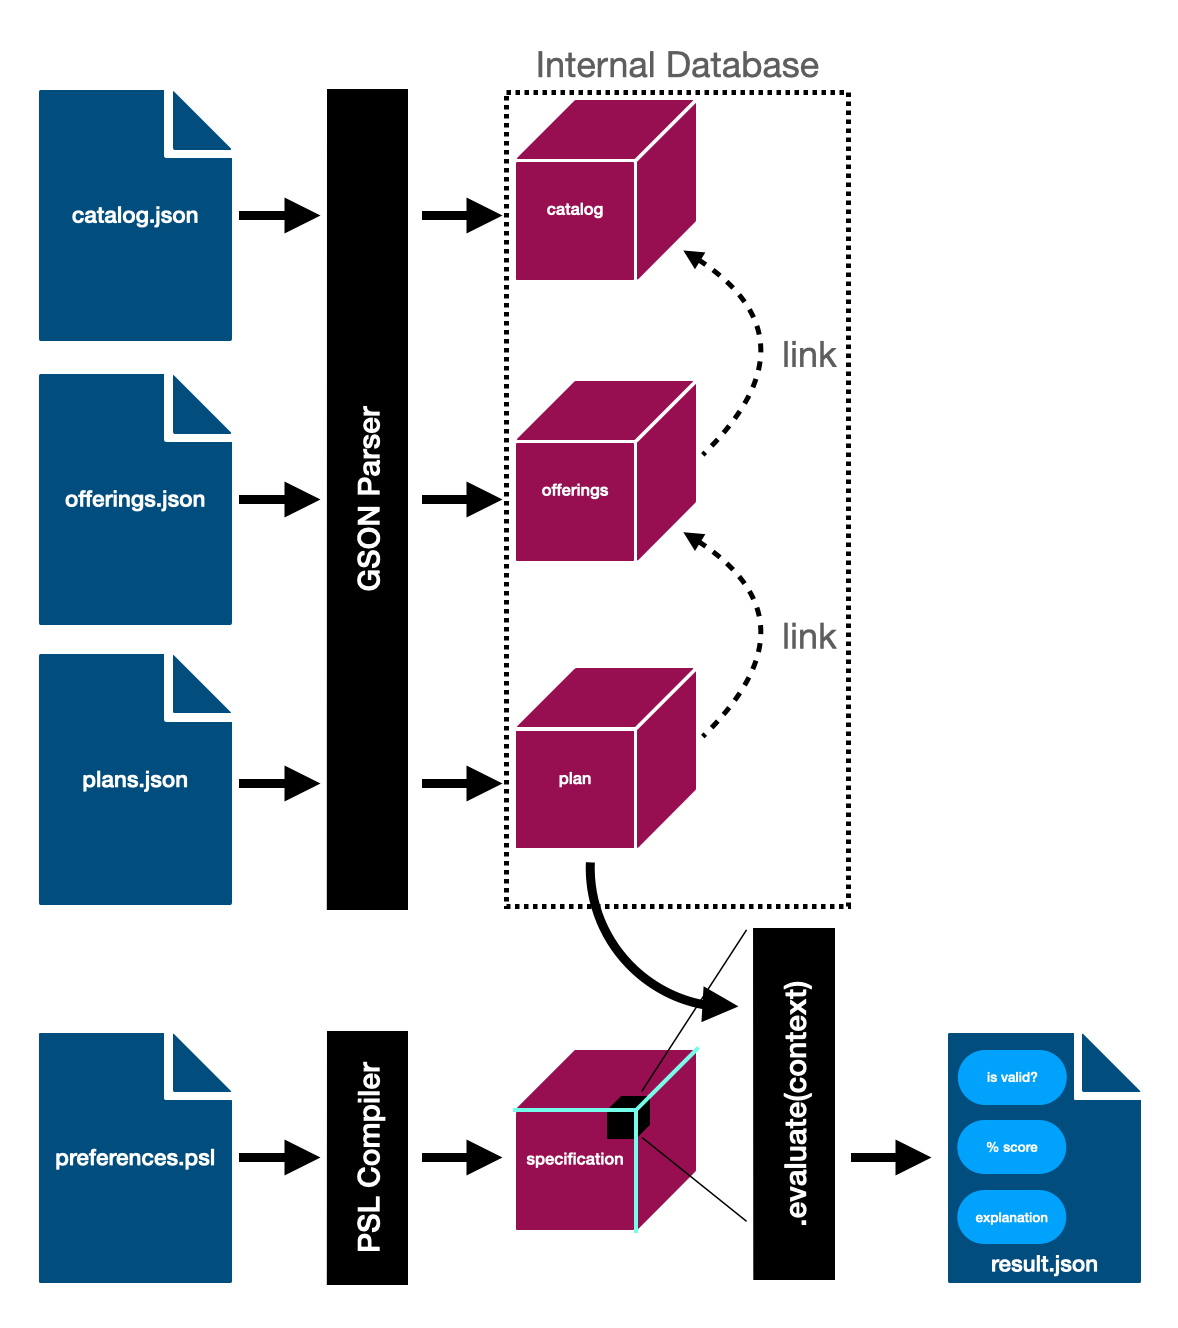 Internal Database
catalog.json
catalog
link
GSON Parser
offerings.json
offerings
link
plans.json
plan
.evaluate(context)
PSL Compiler
preferences.psl
specification
is valid?
% score
explanation
result.json